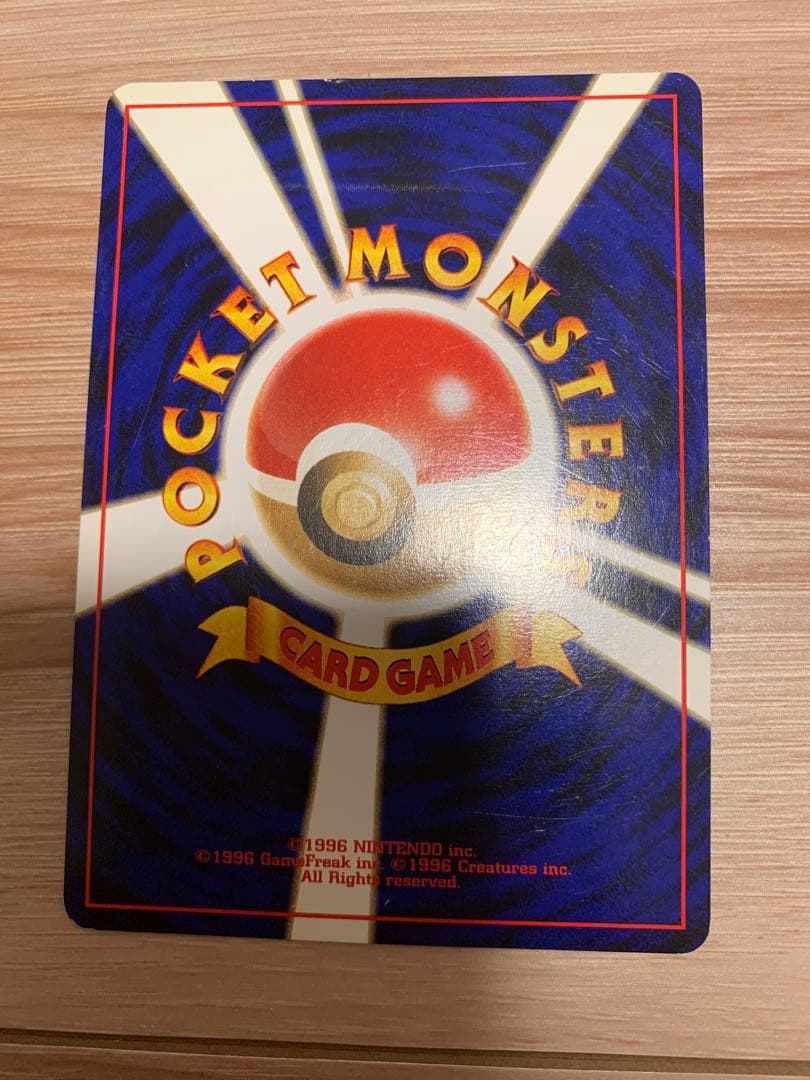 POCKET MONSTERS
CARD GAME
©1996 NINTENDO inc.
©1996 GameFreak inc. ©1996 Creatures inc.
All Rights reserved.